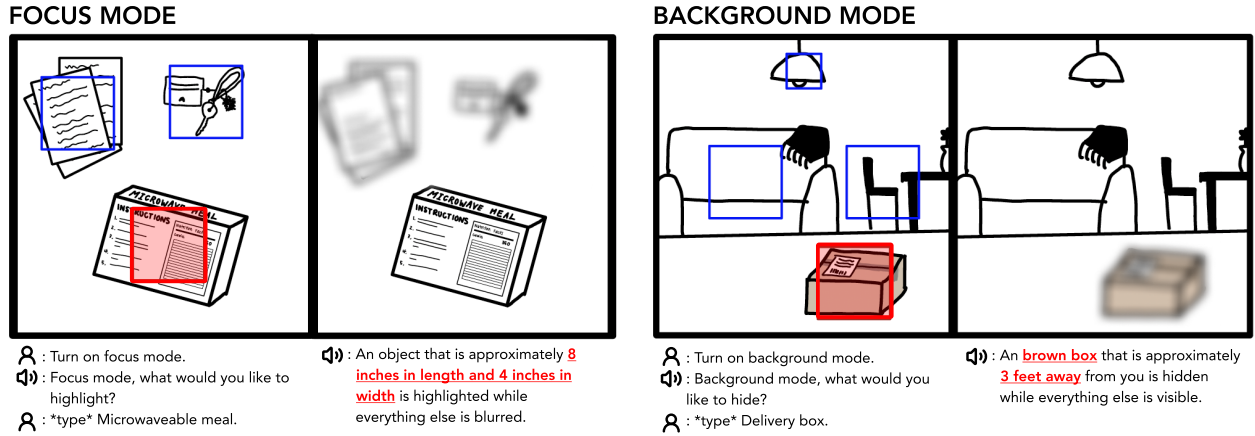 FOCUS MODE
MICROWAVE MEAL
INSTRUCTIONS
1.
2.
3.
4.
5.
MICROWAVE MEAL
INSTRUCTIONS
1.
2.
3.
4.
5.
: Turn on focus mode.
: Focus mode, what would you like to
highlight?
: *type* Microwaveable meal.
: An object that is approximately 8
inches in length and 4 inches in
width is highlighted while
everything else is blurred.
BACKGROUND MODE
: Turn on background mode.
: Background mode, what would you
like to hide?
: *type* Delivery box.
: An brown box that is approximately
3 feet away from you is hidden
while everything else is visible.